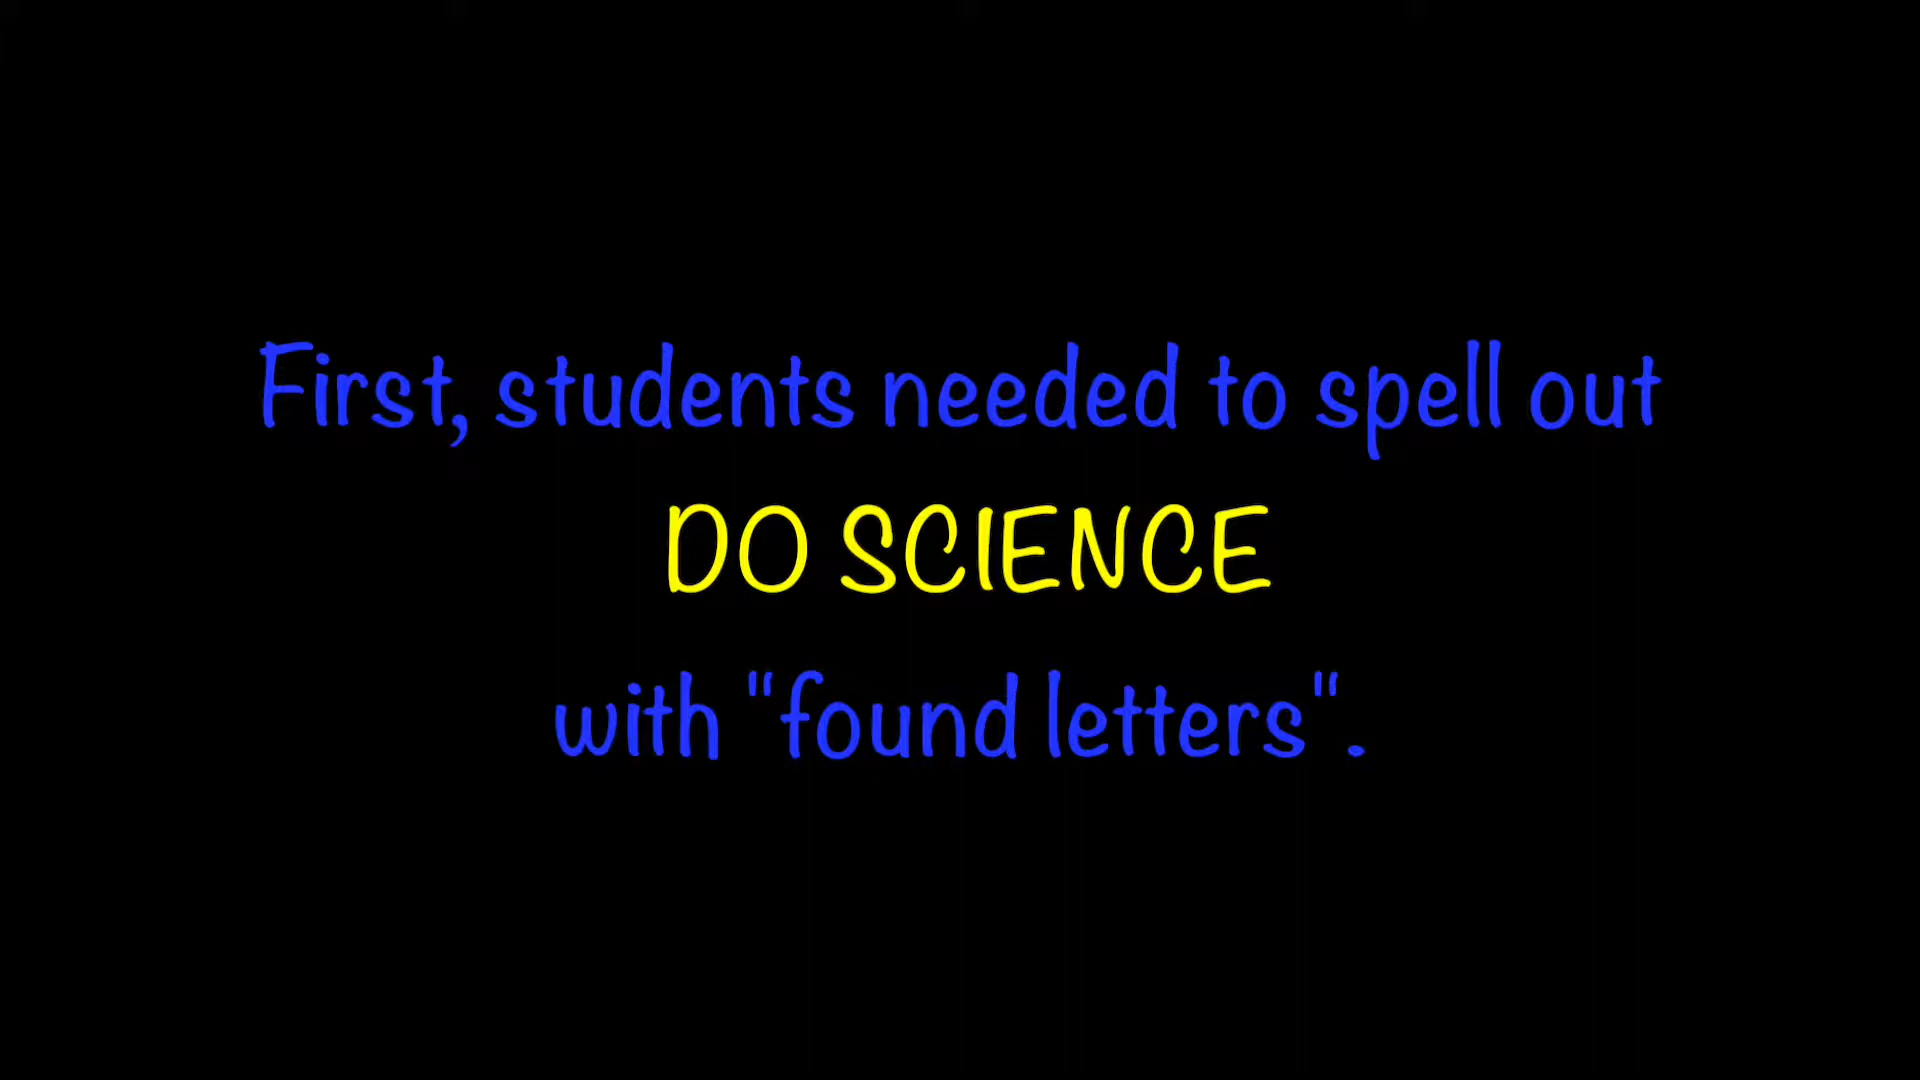 First, students needed to spell out
DO SCIENCE
with "found letters".